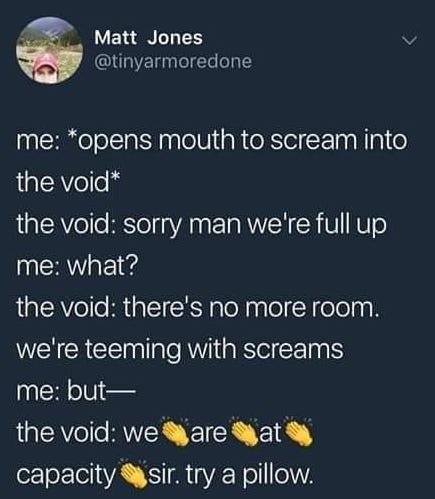 Matt Jones
@tinyarmoredone
me: *opens mouth to scream into
the void*
the void: sorry man we're full up
me: what?
the void: there's no more room.
we're teeming with screams
me: but—
the void: we👏are👏at👏
capacity👏sir. try a pillow.